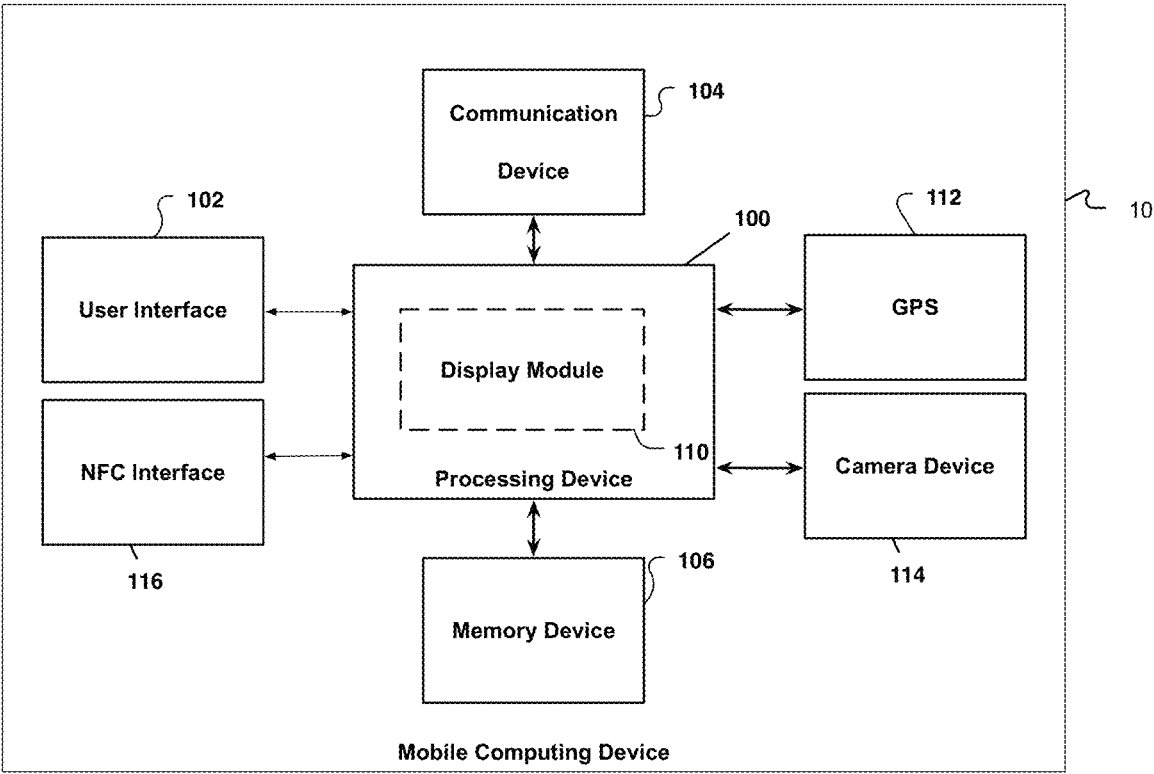 Communication
Device
104
102
100
112
10
User Interface
GPS
Display Module
110
NFC Interface
Processing Device
Camera Device
116
106
114
Memory Device
Mobile Computing Device